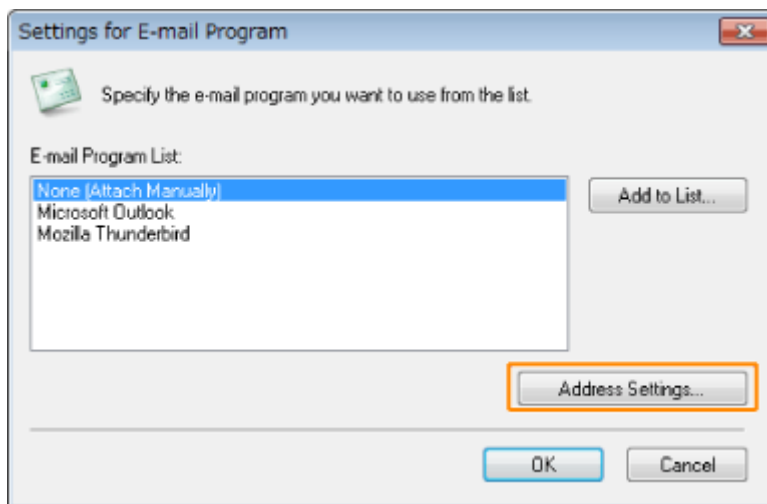 Settings for E-mail Program
Specify the e-mail program you want to use from the list.
E-mail Program List:
None (Attach Manually)
Microsoft Outlook
Mozilla Thunderbird
Add to List...
Address Settings...
OK
Cancel